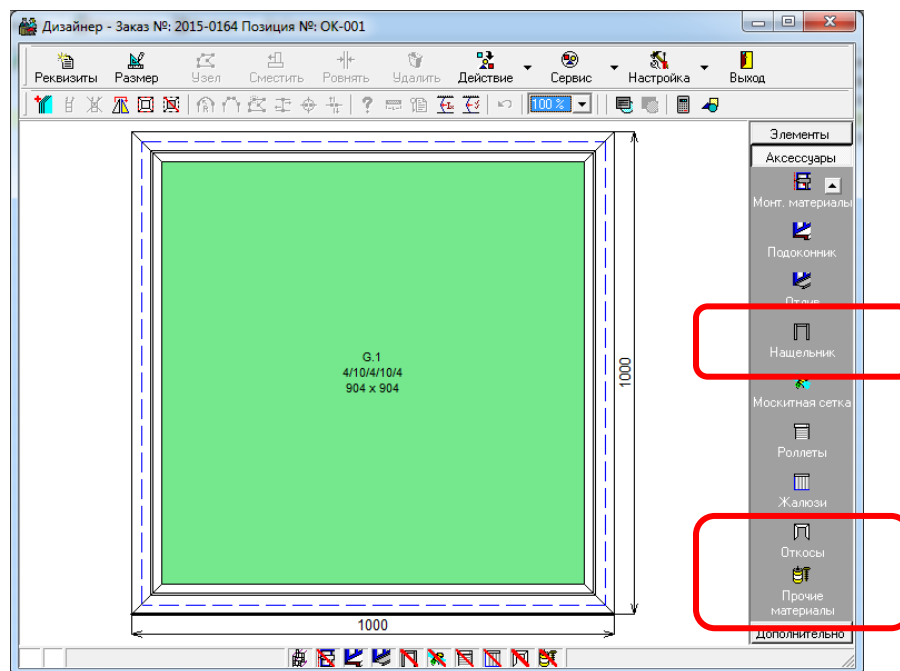 Дизайнер - Заказ №: 2015-0164 Позиция №: ОК-001
Реквизиты Размер Узел Сместить Ровнять Удалить Действие Сервис Настройка Выход
100 %
Элементы
Аксессуары
Монт. материалы
Подоконник
Отлив
Нащельник
Москитная сетка
Роллеты
Жалюзи
Откосы
Прочие
материалы
Дополнительно
G.1
4/10/4/10/4
904 x 904
1000
1000